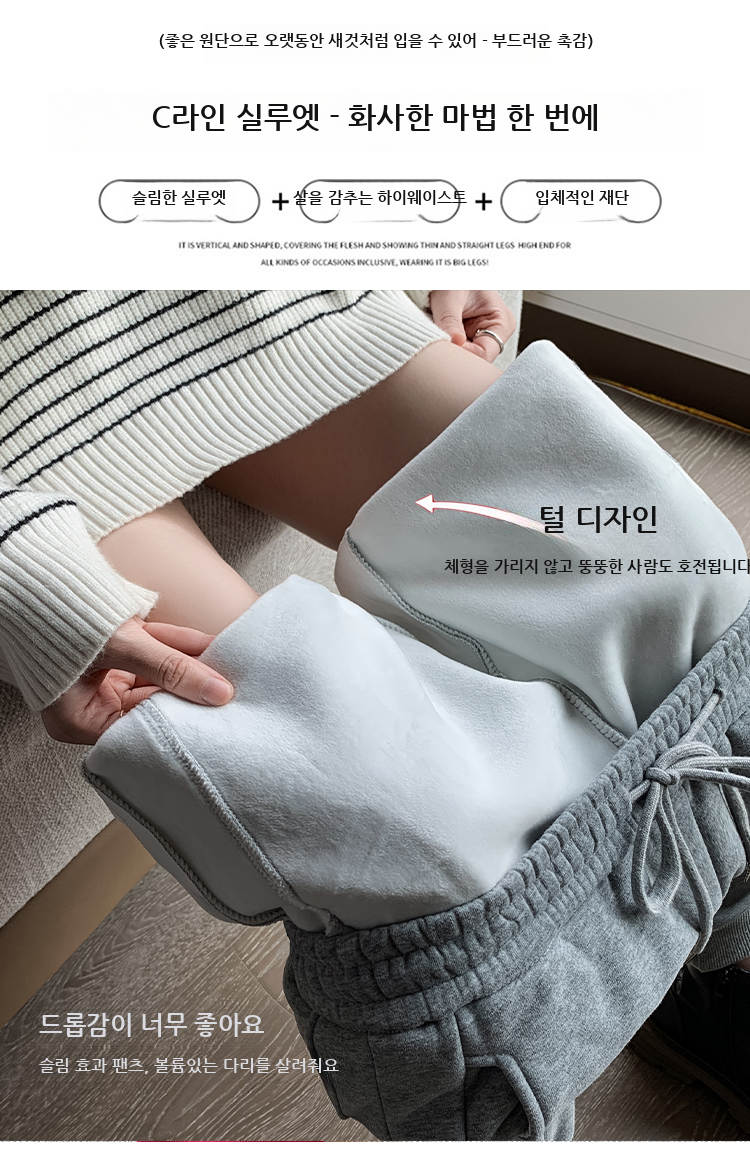 (좋은 원단으로 오랫동안 새것처럼 입을 수 있어 - 부드러운 촉감)
C라인 실루엣 - 화사한 마법 한 번에
슬림한 실루엣 + 살을 감추는 하이웨이스트 + 입체적인 재단
IT IS VERTICAL AND SHAPED, COVERING THE FLESH AND SHOWING THIN AND STRAIGHT LEGS HIGH END FOR
ALL KINDS OF OCCASIONS INCLUSIVE, WEARING IT IS BIG LEGS!
털 디자인
체형을 가리지 않고 뚱뚱한 사람도 호전됩니다
드롭감이 너무 좋아요
슬림 효과 팬츠, 볼륨있는 다리를 살려줘요